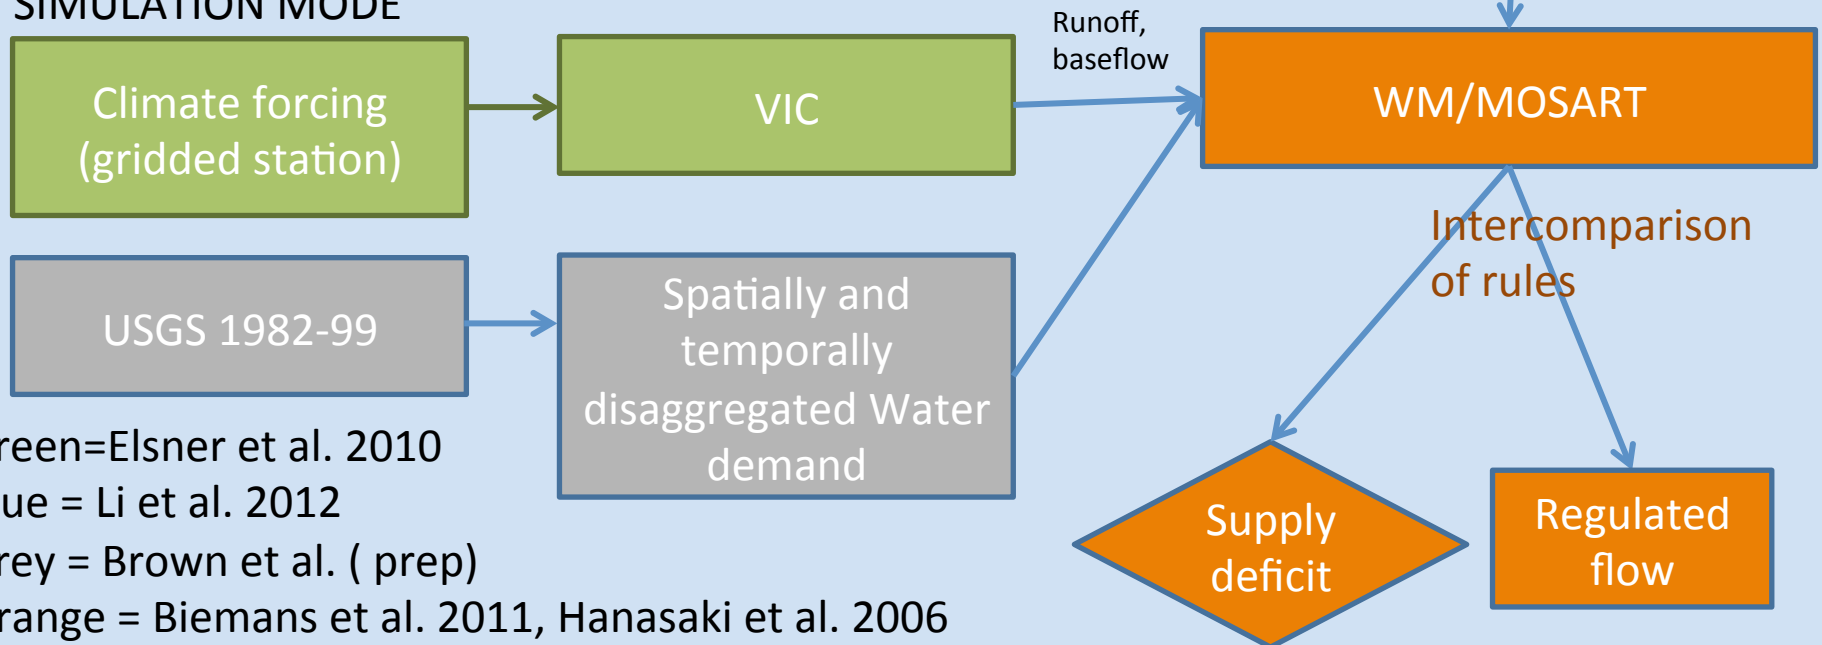 SIMULATION MODE
Climate forcing
(gridded station)
VIC
Runoff,
baseflow
WM/MOSART
Intercomparison
of rules
USGS 1982-99
Spatially and
temporally
disaggregated Water
demand
reen=Elsner et al. 2010
ue = Li et al. 2012
rey = Brown et al. ( prep)
range = Biemans et al. 2011, Hanasaki et al. 2006
Supply
deficit
Regulated
flow